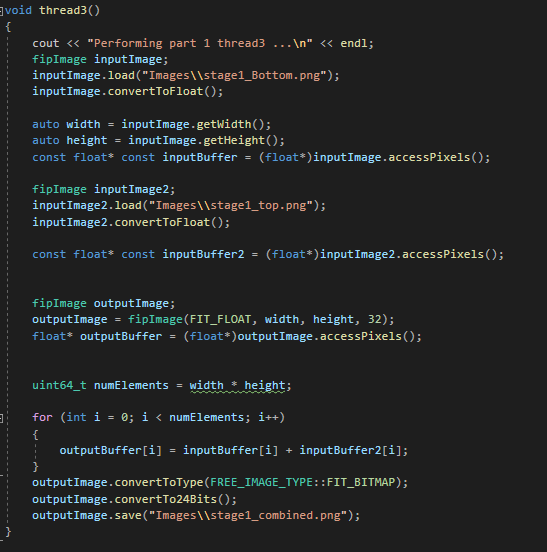 void thread3()
{
cout << "Performing part 1 thread3 ...\n" << endl;
fipImage inputImage;
inputImage.load("Images\\stage1_Bottom.png");
inputImage.convertToFloat();
auto width = inputImage.getWidth();
auto height = inputImage.getHeight();
const float* const inputBuffer = (float*)inputImage.accessPixels();
fipImage inputImage2;
inputImage2.load("Images\\stage1_top.png");
inputImage2.convertToFloat();
const float* const inputBuffer2 = (float*)inputImage2.accessPixels();
fipImage outputImage;
outputImage = fipImage(FIT_FLOAT, width, height, 32);
float* outputBuffer = (float*)outputImage.accessPixels();
uint64_t numElements = width * height;
for (int i = 0; i < numElements; i++)
{
outputBuffer[i] = inputBuffer[i] + inputBuffer2[i];
}
outputImage.convertToType(FREE_IMAGE_TYPE::FIT_BITMAP);
outputImage.convertTo24Bits();
outputImage.save("Images\\stage1_combined.png");
}